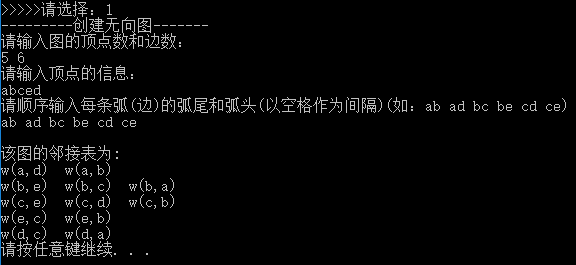 >>>>>请选择：1
---------创建无向图-------
请输入图的顶点数和边数：
5 6
请输入顶点的信息：
abced
请顺序输入每条弧(边)的弧尾和弧头(以空格作为间隔)(如：ab ad bc be cd ce)
ab ad bc be cd ce
该图的邻接表为:
w(a,d)  w(a,b)
w(b,e)  w(b,c)  w(b,a)
w(c,e)  w(c,d)  w(c,b)
w(e,c)  w(e,b)
w(d,c)  w(d,a)
请按任意键继续. . .